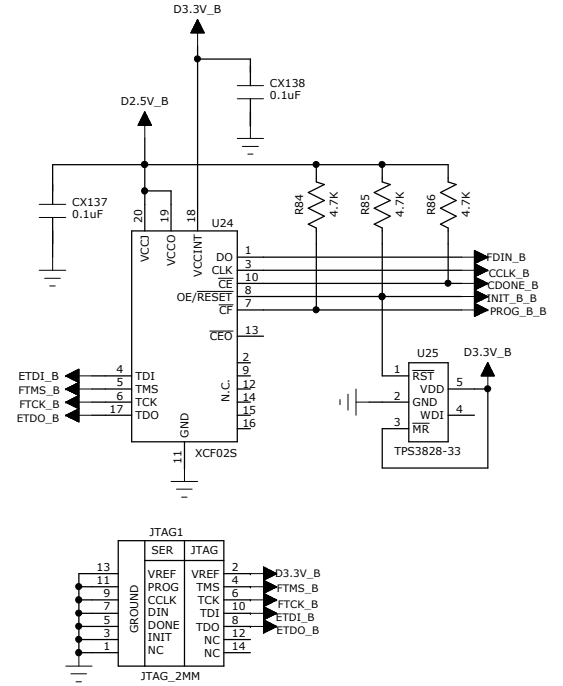 D3.3V_B
CX138
0.1uF
D2.5V_B
CX137
0.1uF
R84
4.7K
R85
4.7K
R86
4.7K
20
19
18
U24
VCCJ
VCCO
VCCINT
DO 1 FDIN_B
CLK 3 CCLK_B
CE 10 CDONE_B
OE/RESET 8 INIT_B_B
CF 7 PROG_B_B
CEO 13
2
9
N.C. 12
14
15
16
ETDI_B 4 TDI
FTMS_B 5 TMS
FTCK_B 6 TCK
ETDO_B 17 TDO
GND
11
XCF02S
U25
D3.3V_B
1 RST
VDD 5
2 GND
WDI 4
3 MR
TPS3828-33
JTAG1
SER JTAG
GROUND
13 VREF VREF 2 D3.3V_B
11 PROG TMS 4 FTMS_B
9 CCLK TCK 6 FTCK_B
7 DIN TDI 10 ETDI_B
5 DONE TDO 8 ETDO_B
3 INIT NC 12
1 NC NC 14
JTAG_2MM